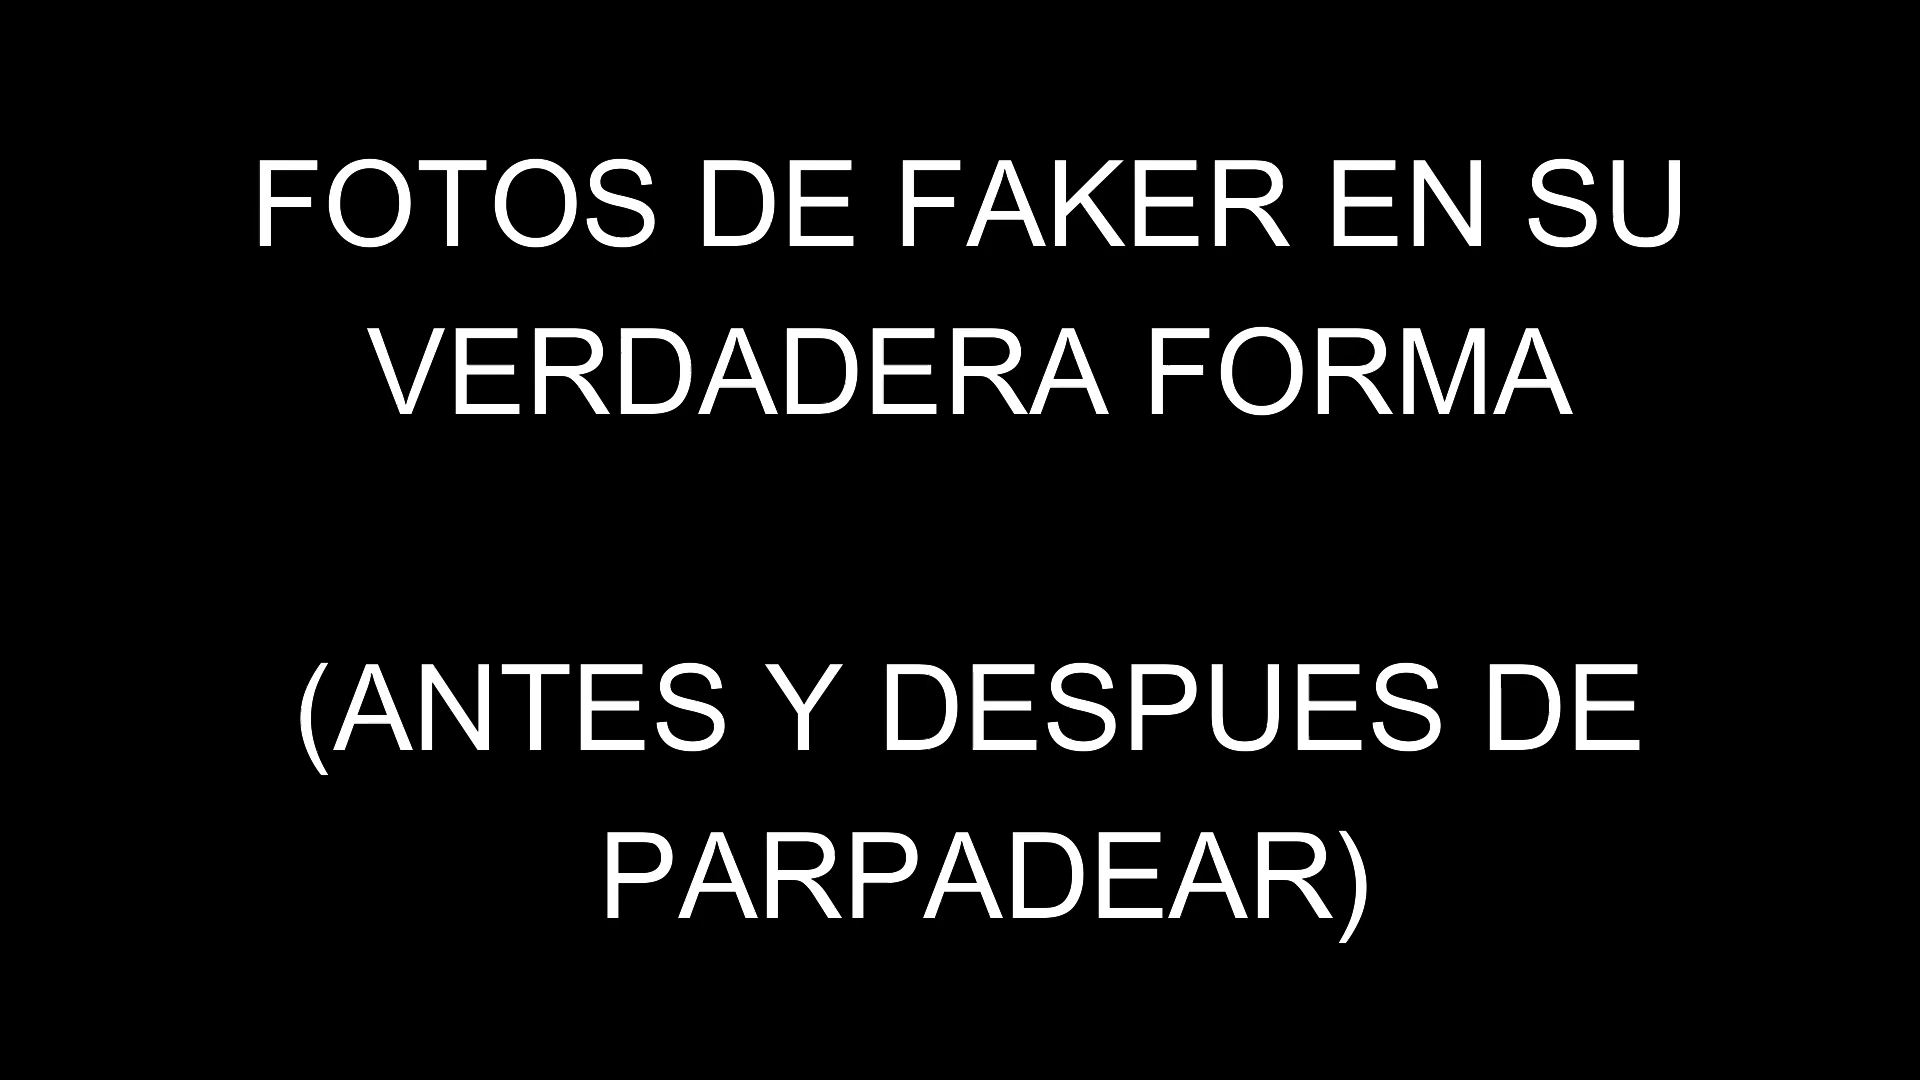 FOTOS DE FAKER EN SU
VERDADERA FORMA
(ANTES Y DESPUES DE
PARPADEAR)